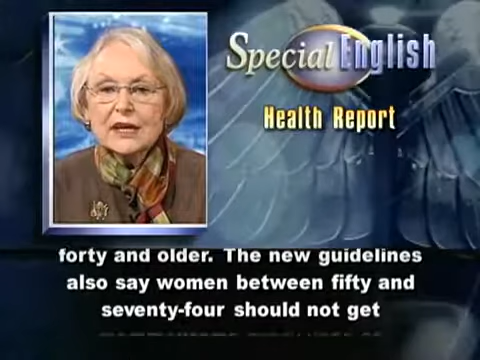 Special English
Health Report
forty and older. The new guidelines
also say women between fifty and
seventy-four should not get